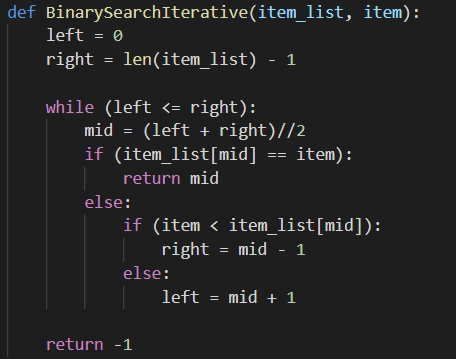 def BinarySearchIterative(item_list, item):
    left = 0
    right = len(item_list) - 1

    while (left <= right):
        mid = (left + right)//2
        if (item_list[mid] == item):
            return mid
        else:
            if (item < item_list[mid]):
                right = mid - 1
            else:
                left = mid + 1

    return -1